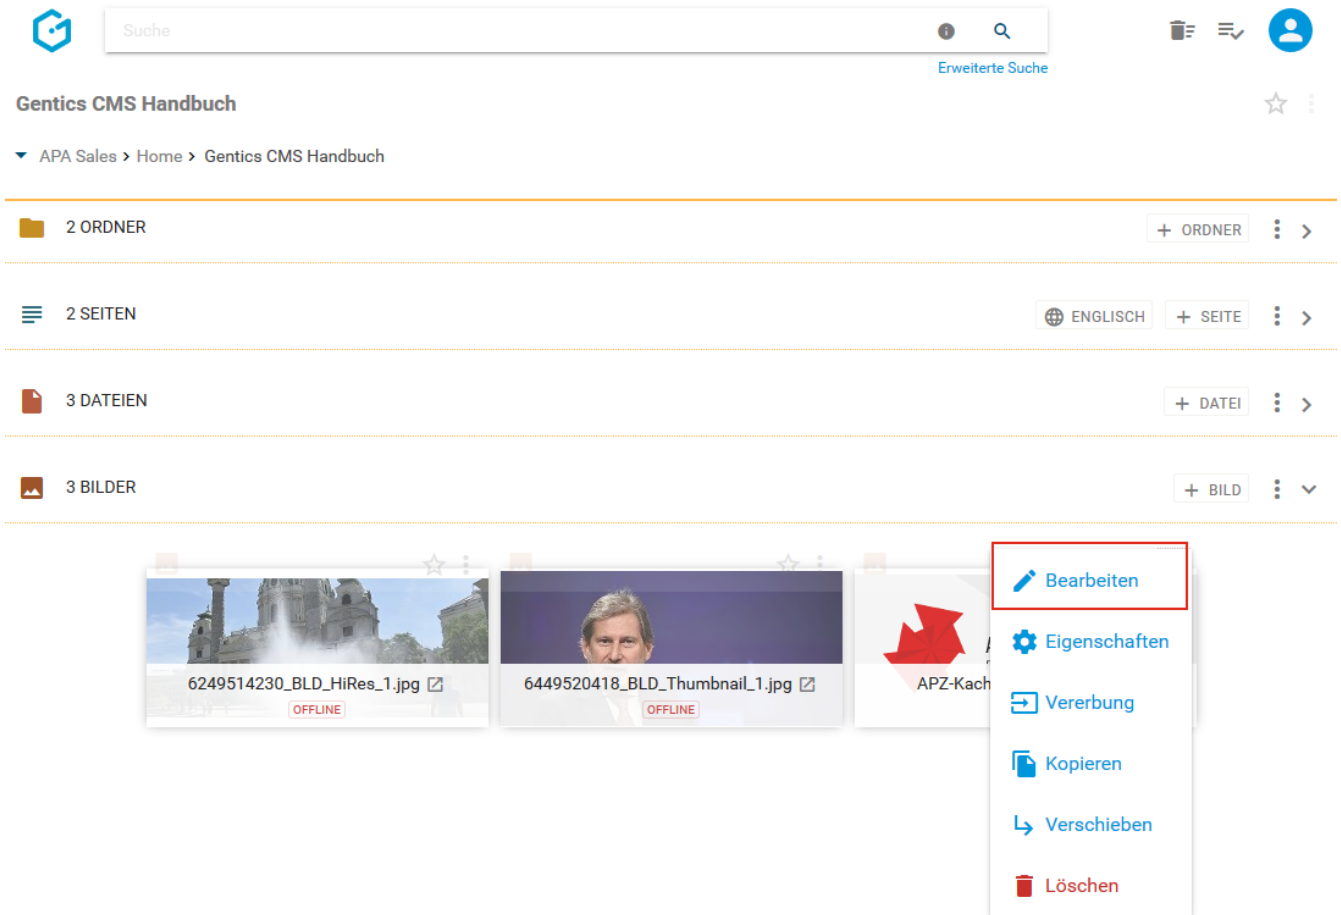 Suche
Erweiterte Suche
Gentics CMS Handbuch
APA Sales > Home > Gentics CMS Handbuch
2 ORDNER
+ ORDNER
2 SEITEN
ENGLISCH
+ SEITE
3 DATEIEN
+ DATEI
3 BILDER
+ BILD
6249514230_BLD_HiRes_1.jpg
OFFLINE
6449520418_BLD_Thumbnail_1.jpg
OFFLINE
APZ-Kach
Bearbeiten
Eigenschaften
Vererbung
Kopieren
Verschieben
Löschen